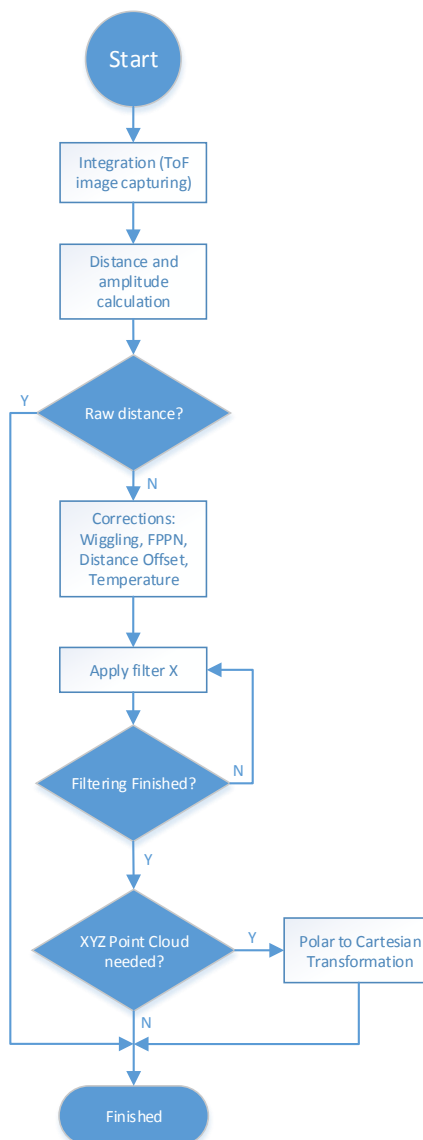 Start
Integration (ToF
image capturing)
Distance and
amplitude
calculation
Y
Raw distance?
N
Corrections:
Wiggling, FPPN,
Distance Offset,
Temperature
Apply filter X
Filtering Finished?
N
Y
XYZ Point Cloud
needed?
Y
Polar to Cartesian
Transformation
N
Finished